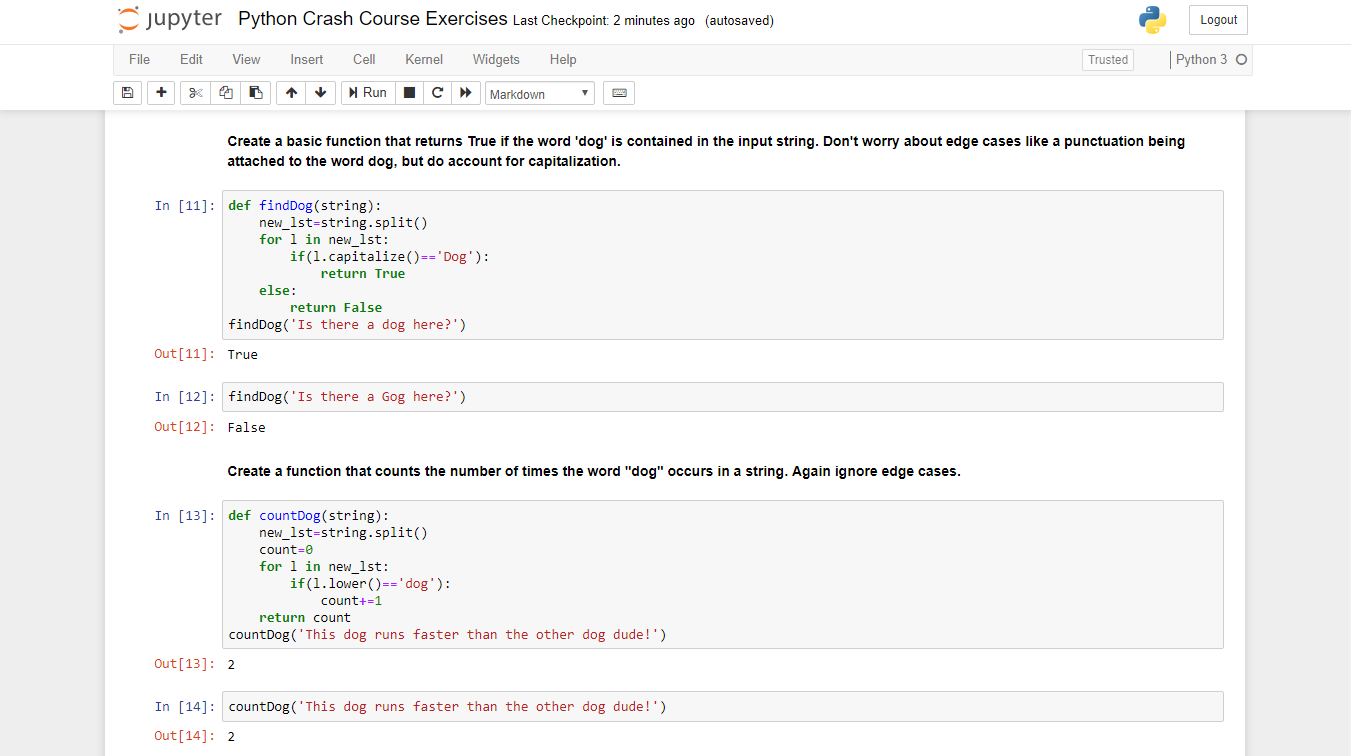 jupyter Python Crash Course Exercises Last Checkpoint: 2 minutes ago (autosaved) Logout
File Edit View Insert Cell Kernel Widgets Help Trusted Python 3
Run Markdown
Create a basic function that returns True if the word 'dog' is contained in the input string. Don't worry about edge cases like a punctuation being
attached to the word dog, but do account for capitalization.
In [11]: def findDog(string):
    new_lst=string.split()
    for l in new_lst:
        if(l.capitalize()=='Dog'):
            return True
    else:
        return False
findDog('Is there a dog here?')
Out[11]: True
In [12]: findDog('Is there a Gog here?')
Out[12]: False
Create a function that counts the number of times the word "dog" occurs in a string. Again ignore edge cases.
In [13]: def countDog(string):
    new_lst=string.split()
    count=0
    for l in new_lst:
        if(l.lower()=='dog'):
            count+=1
    return count
countDog('This dog runs faster than the other dog dude!')
Out[13]: 2
In [14]: countDog('This dog runs faster than the other dog dude!')
Out[14]: 2